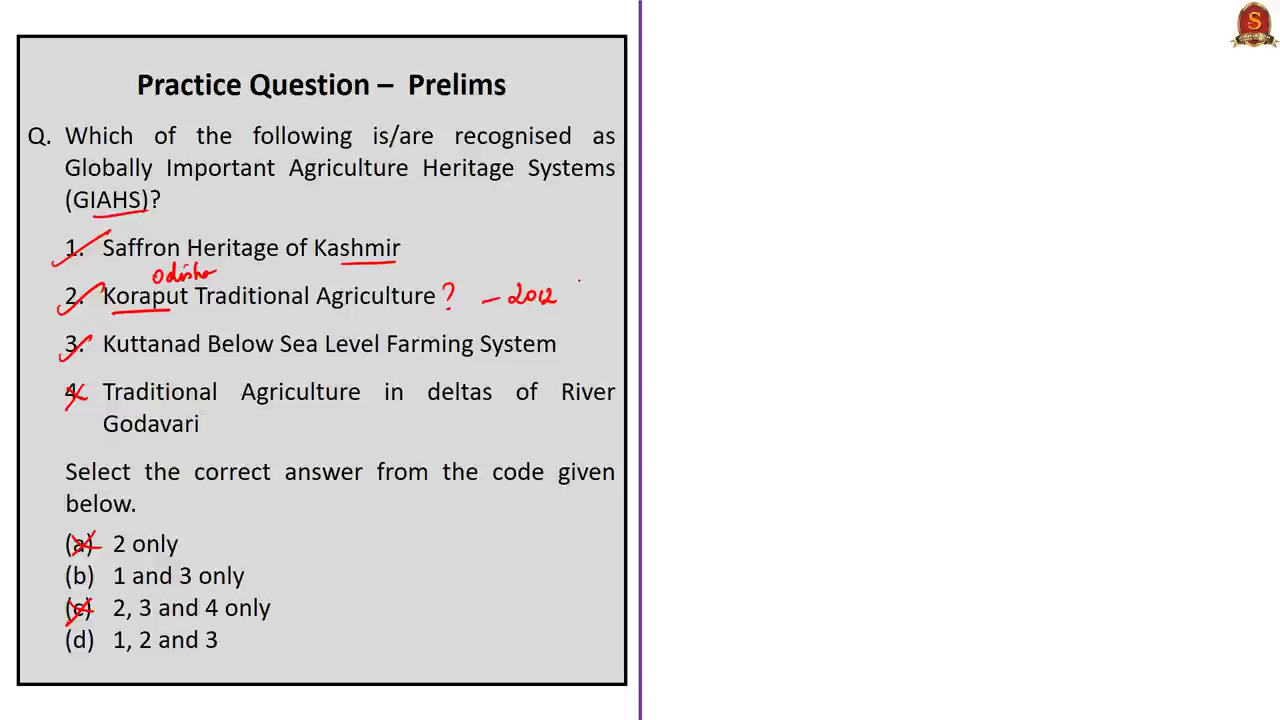 S
Practice Question – Prelims
Q. Which of the following is/are recognised as
Globally Important Agriculture Heritage Systems
(GIAHS)?
1. Saffron Heritage of Kashmir
Odisha
2. Koraput Traditional Agriculture ? – 2012
3. Kuttanad Below Sea Level Farming System
4. Traditional Agriculture in deltas of River
Godavari
Select the correct answer from the code given
below.
(a) 2 only
(b) 1 and 3 only
(c) 2, 3 and 4 only
(d) 1, 2 and 3